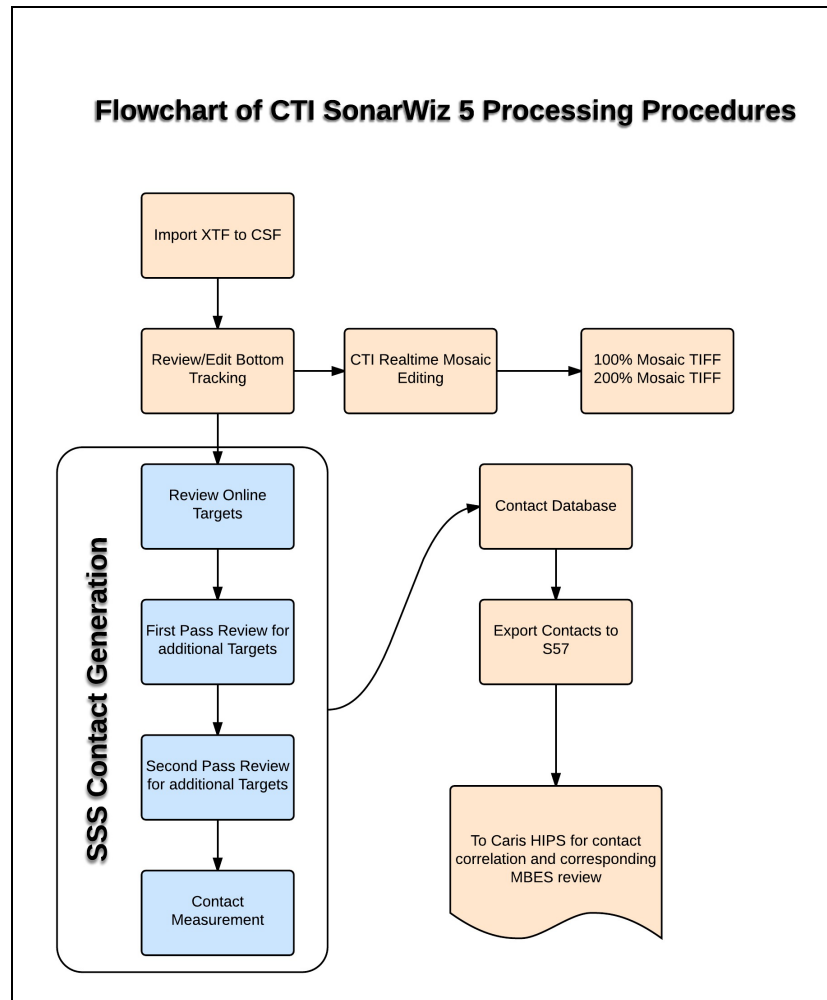 Flowchart of CTI SonarWiz 5 Processing Procedures
Import XTF to CSF
Review/Edit Bottom
Tracking
CTI Realtime Mosaic
Editing
100% Mosaic TIFF
200% Mosaic TIFF
SSS Contact Generation
Review Online
Targets
First Pass Review for
additional Targets
Second Pass Review
for additional Targets
Contact
Measurement
Contact Database
Export Contacts to
S57
To Caris HIPS for contact
correlation and corresponding
MBES review